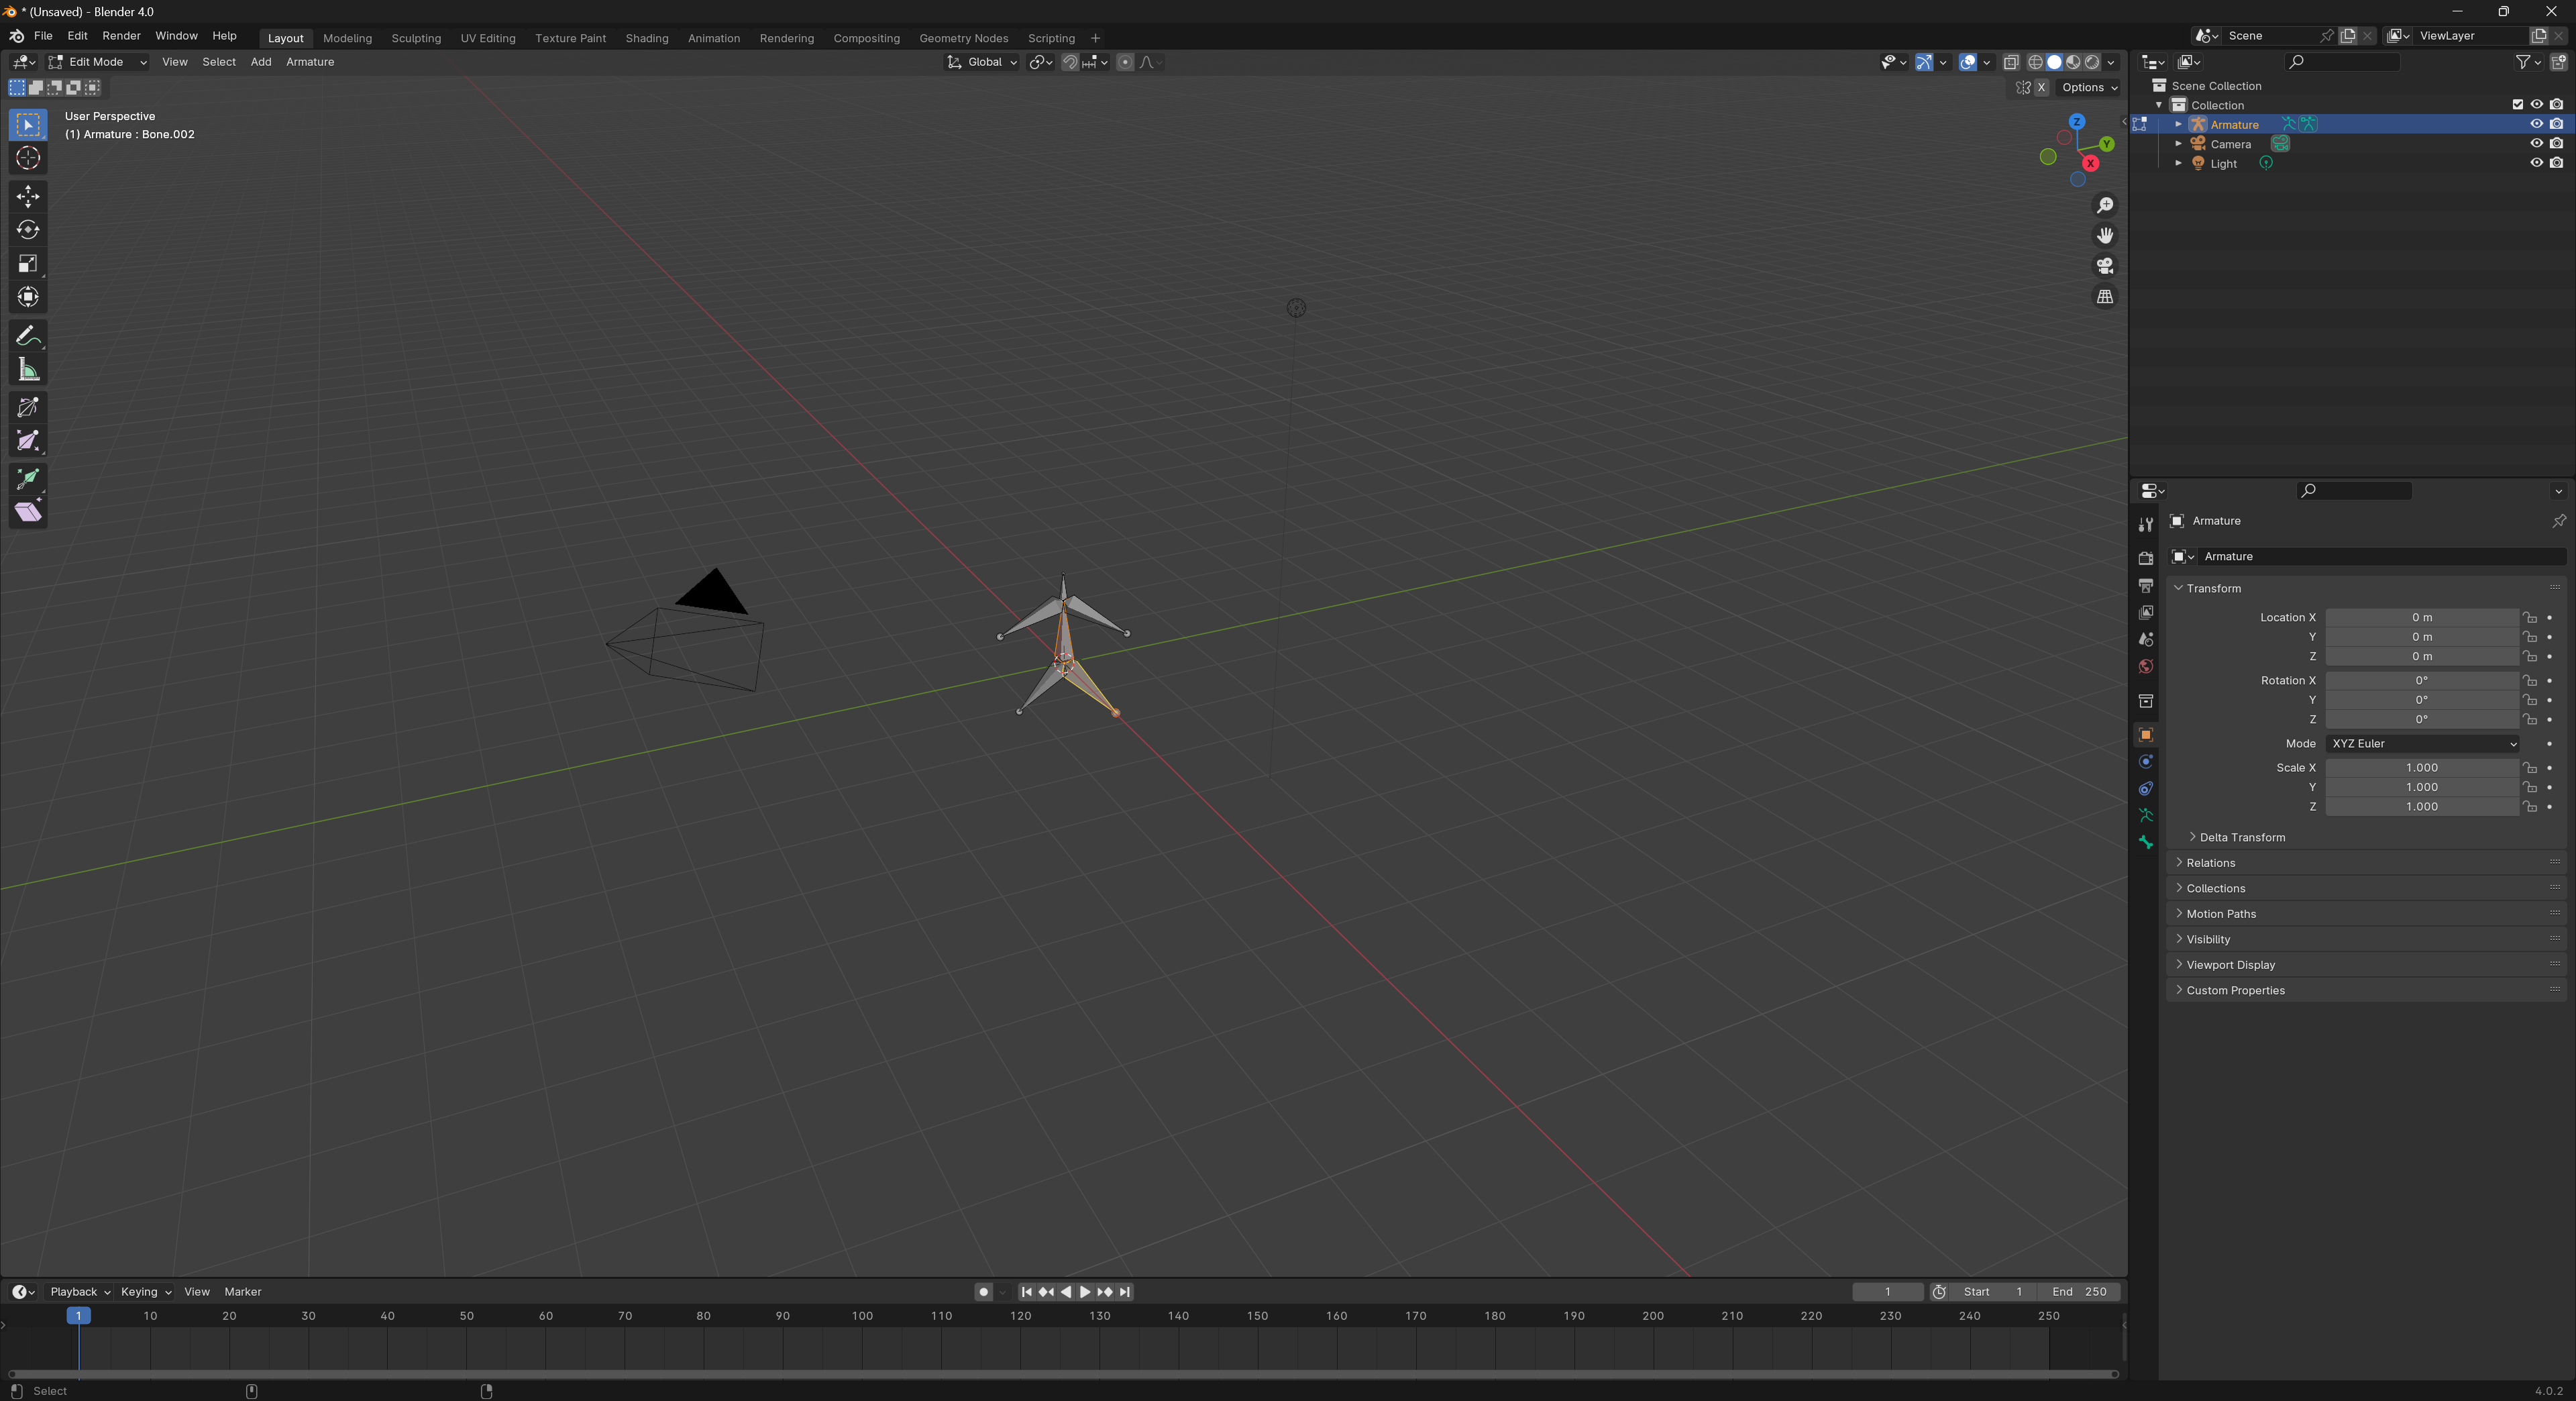 * (Unsaved) - Blender 4.0
File Edit Render Window Help Layout Modeling Sculpting UV Editing Texture Paint Shading Animation Rendering Compositing Geometry Nodes Scripting + Scene ViewLayer
Edit Mode View Select Add Armature Global
X Options
User Perspective
(1) Armature : Bone.002
Z
Y
X
Scene Collection
Collection
Armature
Camera
Light
Armature
Armature
Transform
Location X 0 m
Y 0 m
Z 0 m
Rotation X 0°
Y 0°
Z 0°
Mode XYZ Euler
Scale X 1.000
Y 1.000
Z 1.000
Delta Transform
Relations
Collections
Motion Paths
Visibility
Viewport Display
Custom Properties
Playback Keying View Marker 1 Start 1 End 250
1 10 20 30 40 50 60 70 80 90 100 110 120 130 140 150 160 170 180 190 200 210 220 230 240 250
Select 4.0.2